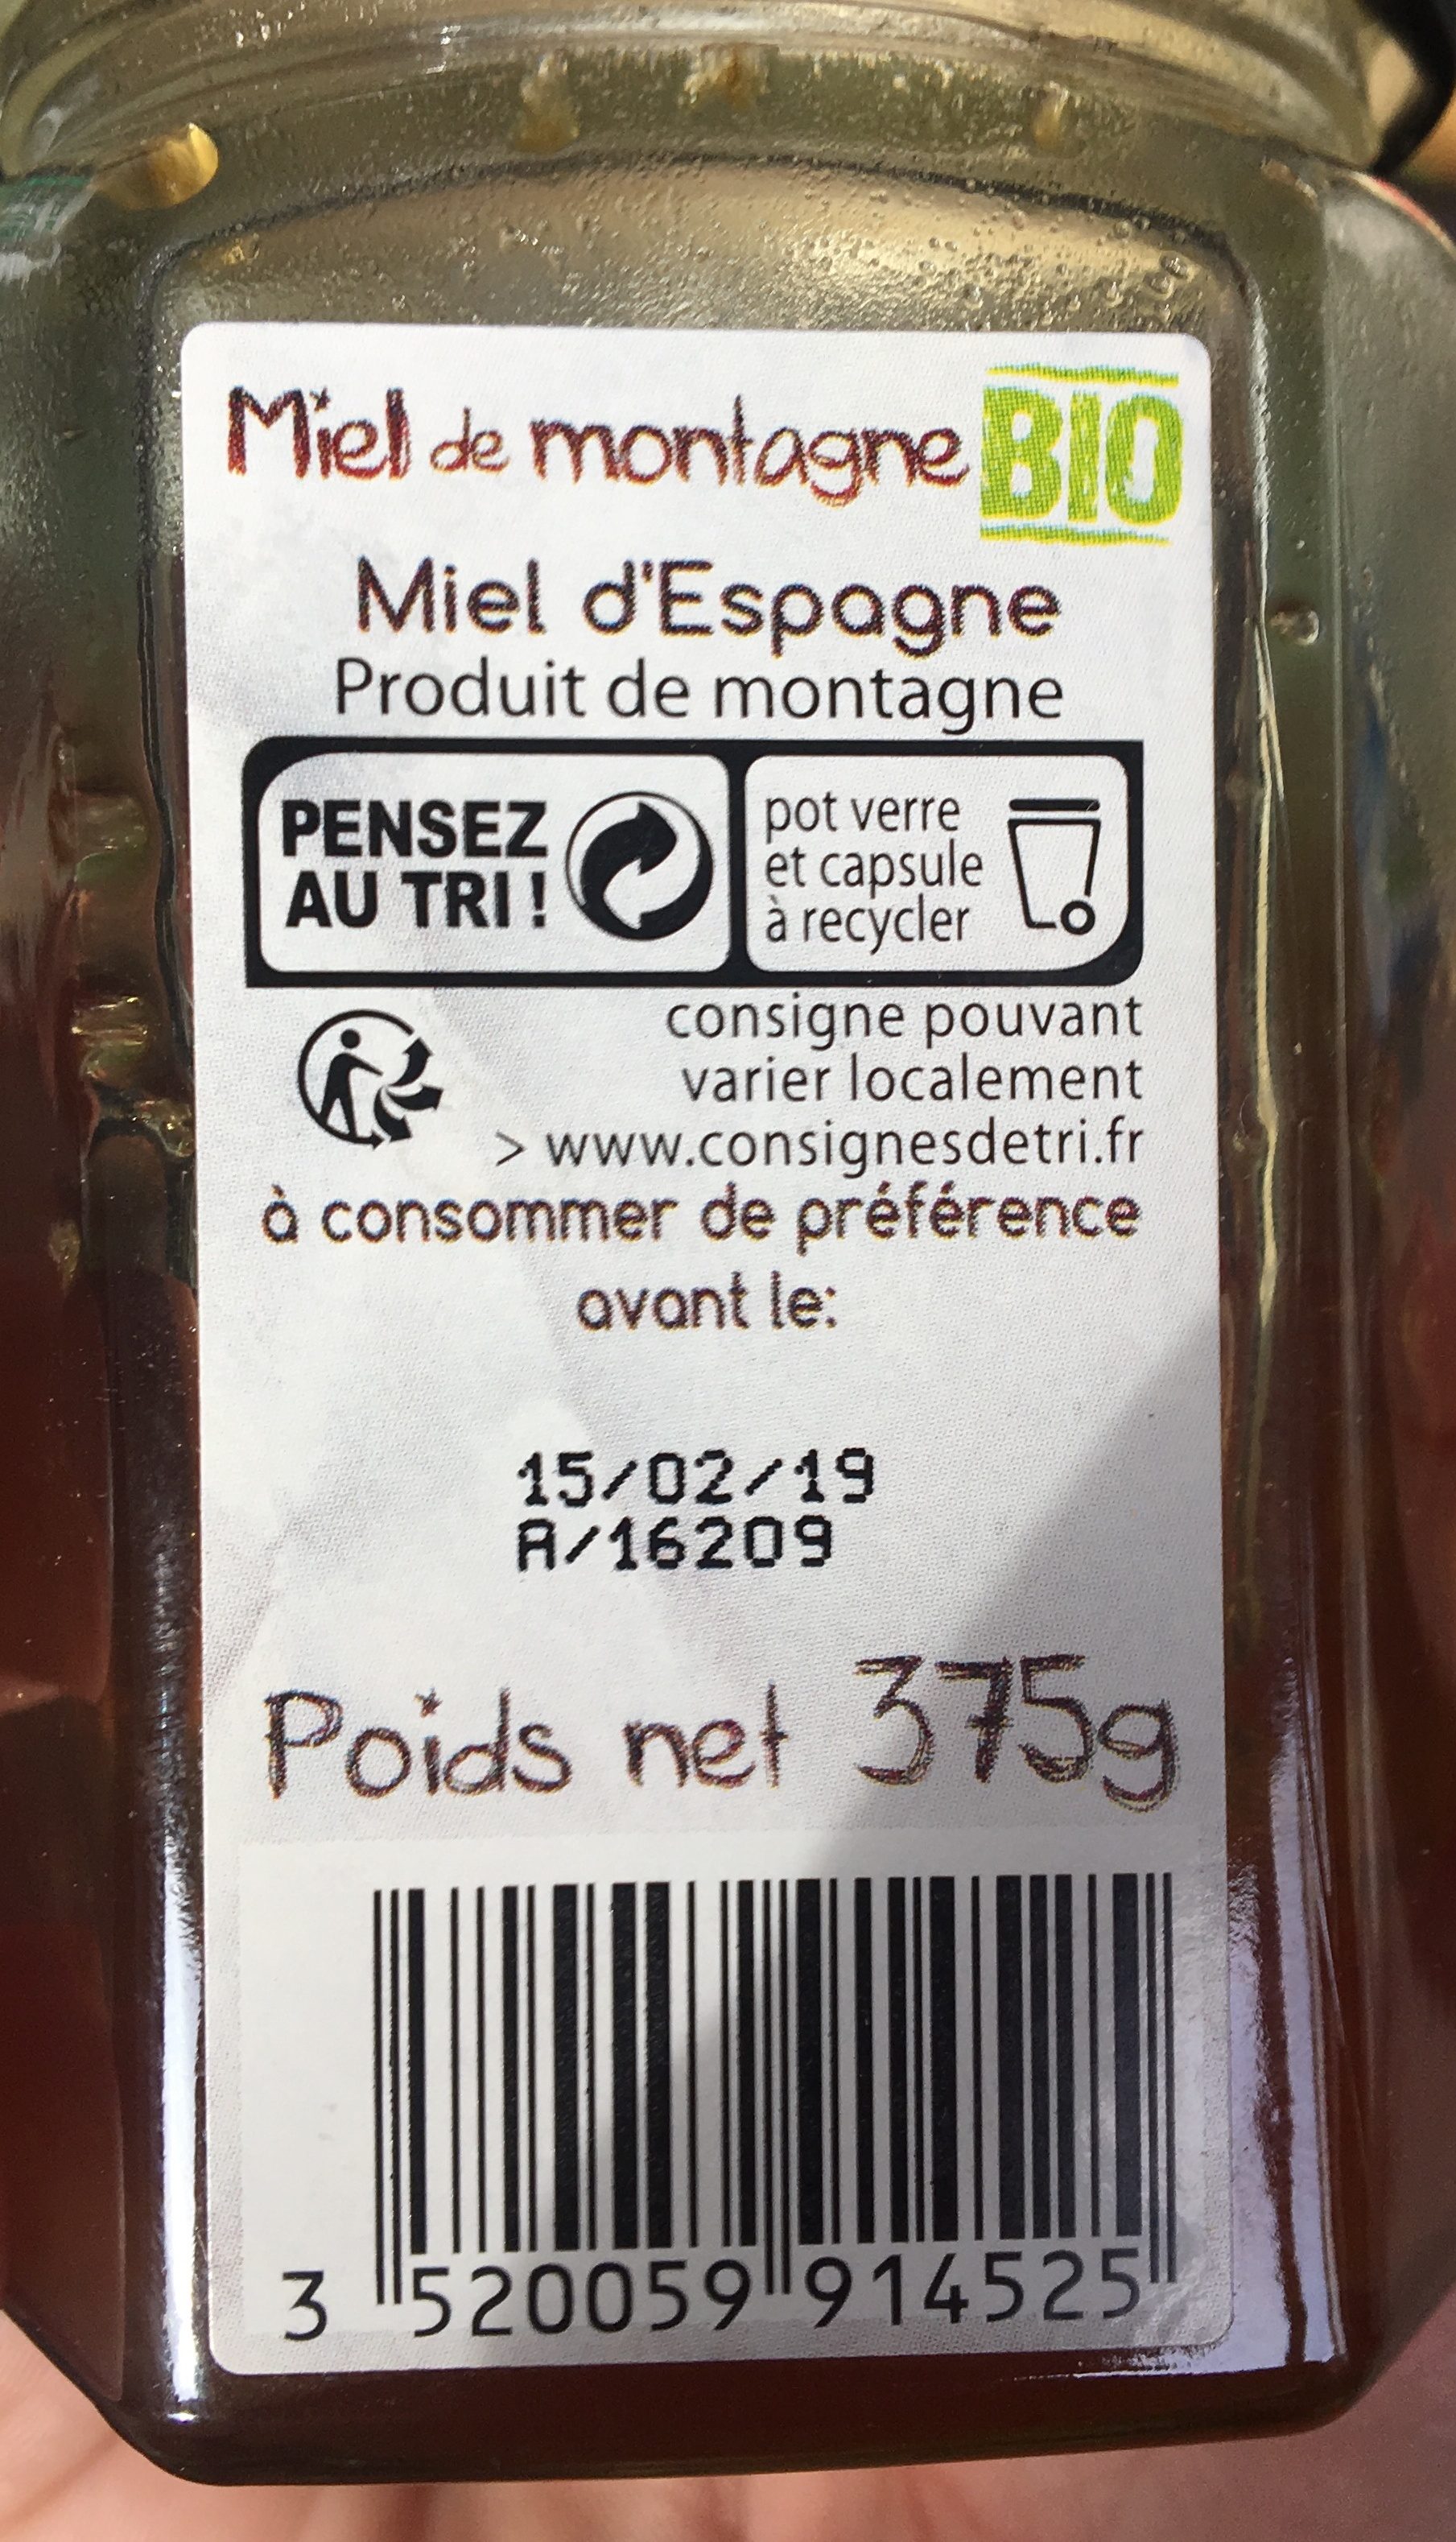 Miel de montagne BIO
Miel d'Espagne
Produit de montagne
PENSEZ
AU TRI !
pot verre
et capsule
à recycler
consigne pouvant
varier localement
> www.consignesdetri.fr
à consommer de préférence
avant le:
15/02/19
A/16209
Poids net 375g
3 520059 914525